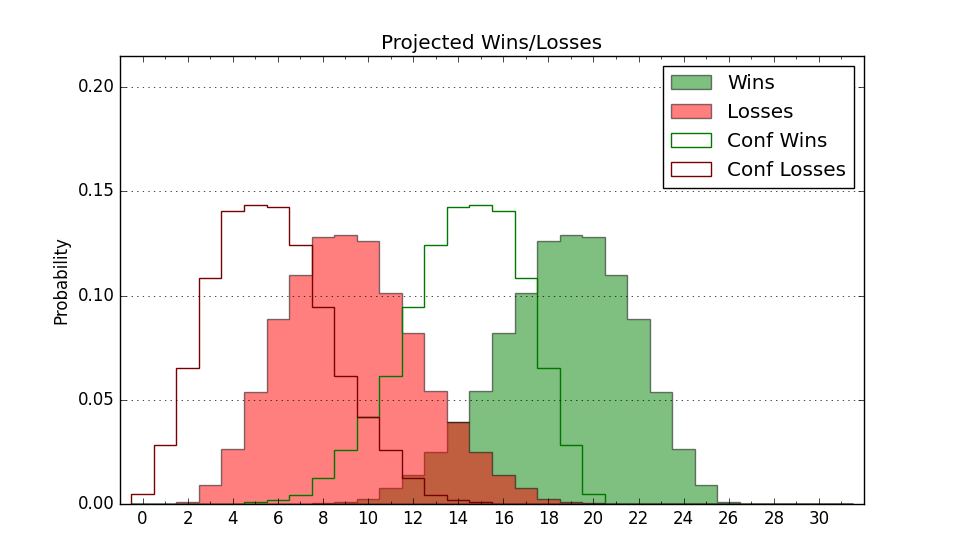 Projected Wins/Losses
Wins
Losses
Conf Wins
Conf Losses
Probability
0.20
0.15
0.10
0.05
0.00
0 2 4 6 8 10 12 14 16 18 20 22 24 26 28 30